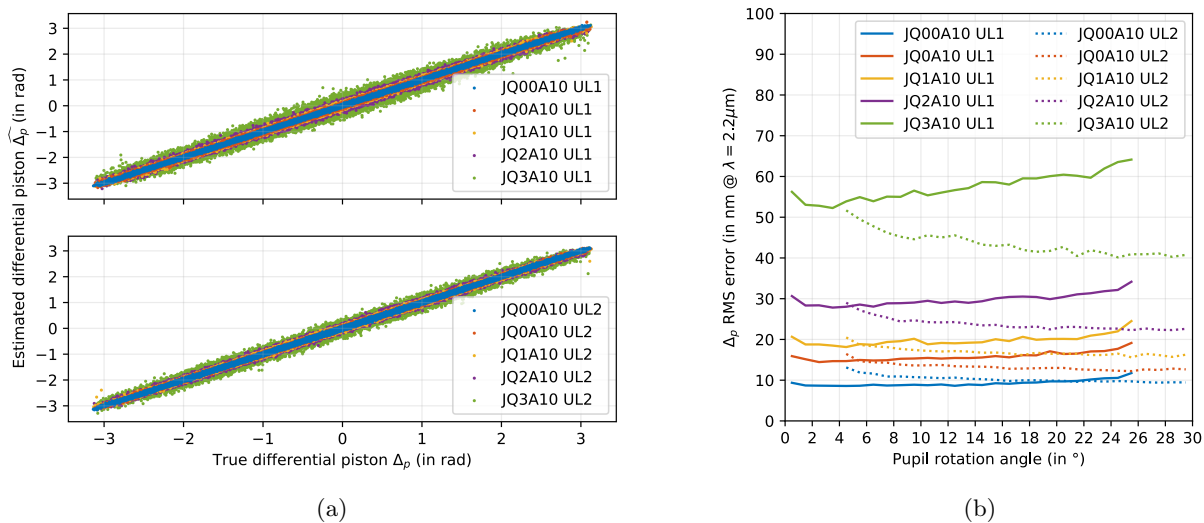 3
2
1
0
−1
−2
−3
JQ00A10 UL1
JQ0A10 UL1
JQ1A10 UL1
JQ2A10 UL1
JQ3A10 UL1
3
2
1
0
−1
−2
−3
JQ00A10 UL2
JQ0A10 UL2
JQ1A10 UL2
JQ2A10 UL2
JQ3A10 UL2
−3 −2 −1 0 1 2 3
True differential piston Δp (in rad)
Estimated differential piston Δ̂p (in rad)
(a)
100
90
80
70
60
50
40
30
20
10
0
JQ00A10 UL1
JQ0A10 UL1
JQ1A10 UL1
JQ2A10 UL1
JQ3A10 UL1
JQ00A10 UL2
JQ0A10 UL2
JQ1A10 UL2
JQ2A10 UL2
JQ3A10 UL2
0 2 4 6 8 10 12 14 16 18 20 22 24 26 28 30
Pupil rotation angle (in °)
Δp RMS error (in nm @ λ = 2.2μm)
(b)